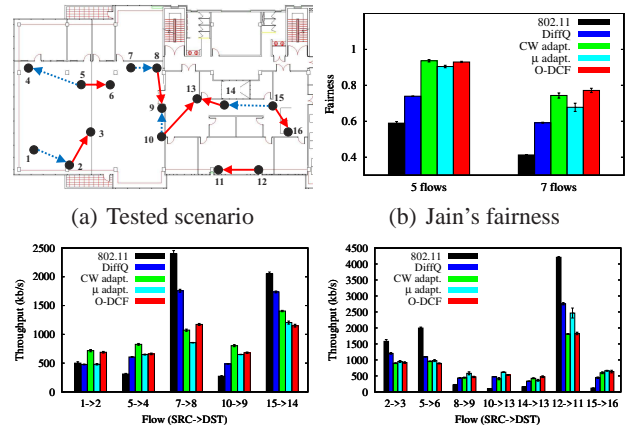 4
5
6
7
8
9
10
13
14
15
16
1
2
3
11
12
(a) Tested scenario
Fairness
1
0.8
0.6
0.4
802.11
DiffQ
CW adapt.
μ adapt.
O-DCF
5 flows
7 flows
(b) Jain's fairness
Throughput (kb/s)
2500
2000
1500
1000
500
0
802.11
DiffQ
CW adapt.
μ adapt.
O-DCF
1->2
5->4
7->8
10->9
15->14
Flow (SRC->DST)
Throughput (kb/s)
4500
4000
3500
3000
2500
2000
1500
1000
500
0
802.11
DiffQ
CW adapt.
μ adapt.
O-DCF
2->3
5->6
8->9
10->13
14->13
12->11
15->16
Flow (SRC->DST)